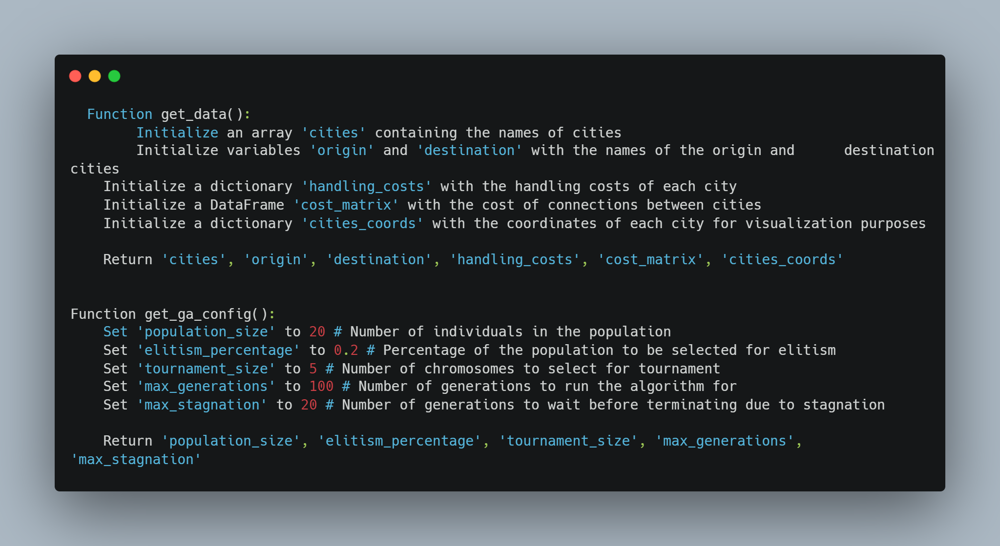 Function get_data():
Initialize an array 'cities' containing the names of cities
Initialize variables 'origin' and 'destination' with the names of the origin and      destination
cities
Initialize a dictionary 'handling_costs' with the handling costs of each city
Initialize a DataFrame 'cost_matrix' with the cost of connections between cities
Initialize a dictionary 'cities_coords' with the coordinates of each city for visualization purposes
Return 'cities', 'origin', 'destination', 'handling_costs', 'cost_matrix', 'cities_coords'
Function get_ga_config():
Set 'population_size' to 20 # Number of individuals in the population
Set 'elitism_percentage' to 0.2 # Percentage of the population to be selected for elitism
Set 'tournament_size' to 5 # Number of chromosomes to select for tournament
Set 'max_generations' to 100 # Number of generations to run the algorithm for
Set 'max_stagnation' to 20 # Number of generations to wait before terminating due to stagnation
Return 'population_size', 'elitism_percentage', 'tournament_size', 'max_generations',
'max_stagnation'